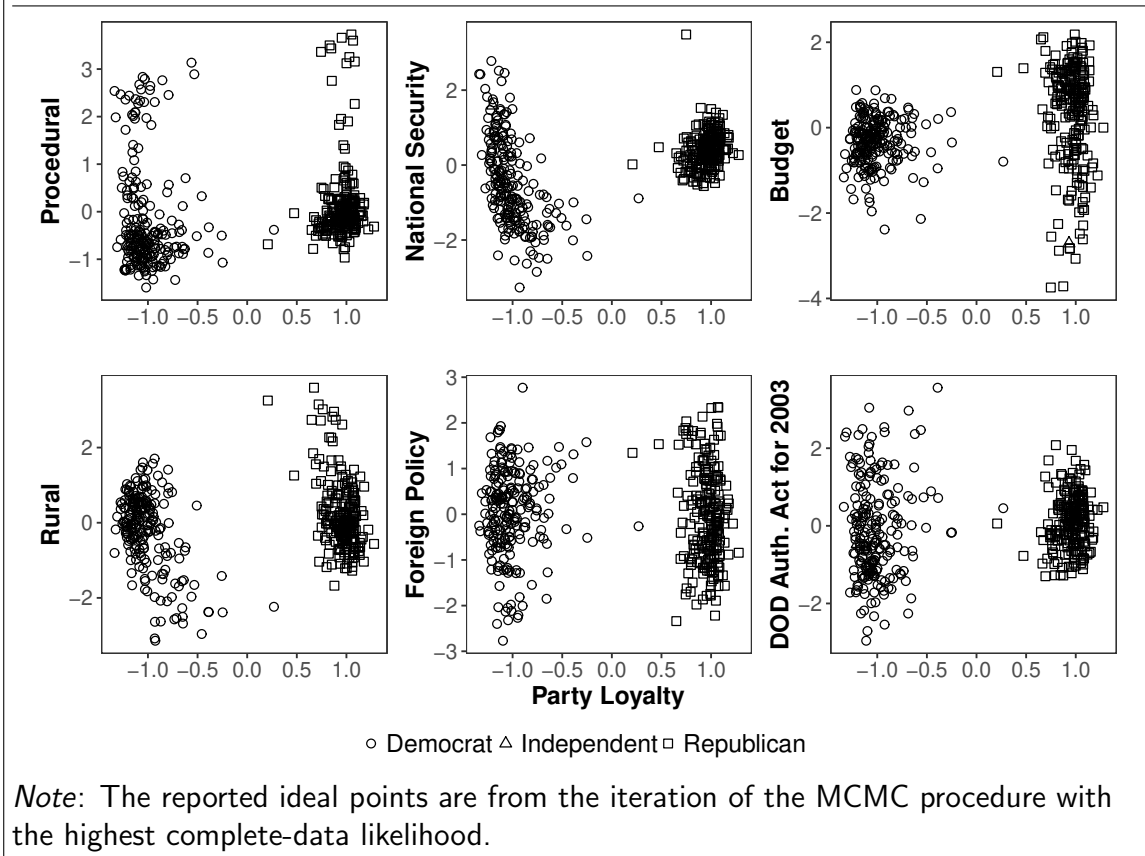 Procedural
3
2
1
0
−1
−1.0 −0.5 0.0 0.5 1.0
National Security
2
0
−2
−1.0 −0.5 0.0 0.5 1.0
Budget
2
0
−2
−4
−1.0 −0.5 0.0 0.5 1.0
Rural
2
0
−2
−1.0 −0.5 0.0 0.5 1.0
Foreign Policy
3
2
1
0
−1
−2
−3
−1.0 −0.5 0.0 0.5 1.0
DOD Auth. Act for 2003
2
0
−2
−1.0 −0.5 0.0 0.5 1.0
Party Loyalty
Democrat Independent Republican
Note: The reported ideal points are from the iteration of the MCMC procedure with
the highest complete-data likelihood.